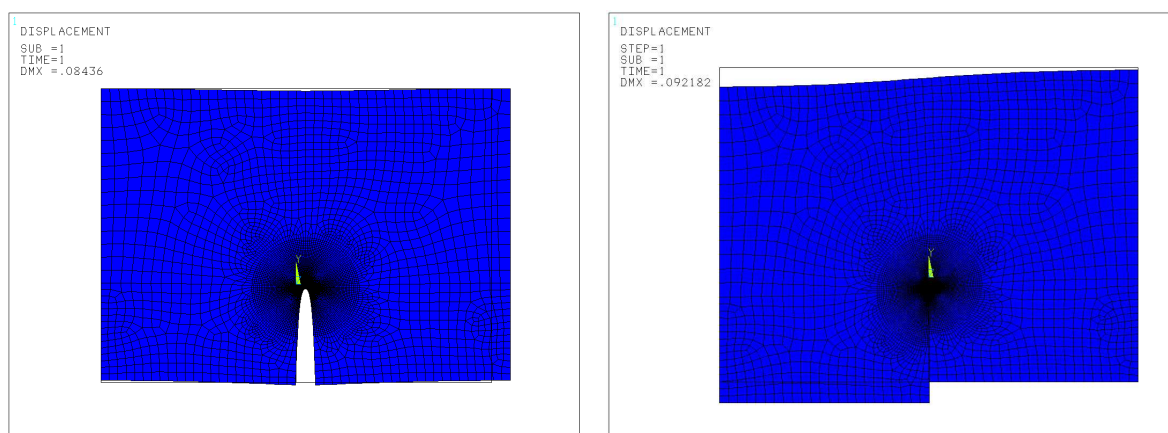 1
DISPLACEMENT
SUB =1
TIME=1
DMX =.08436
Y
1
DISPLACEMENT
STEP=1
SUB =1
TIME=1
DMX =.092182
Y